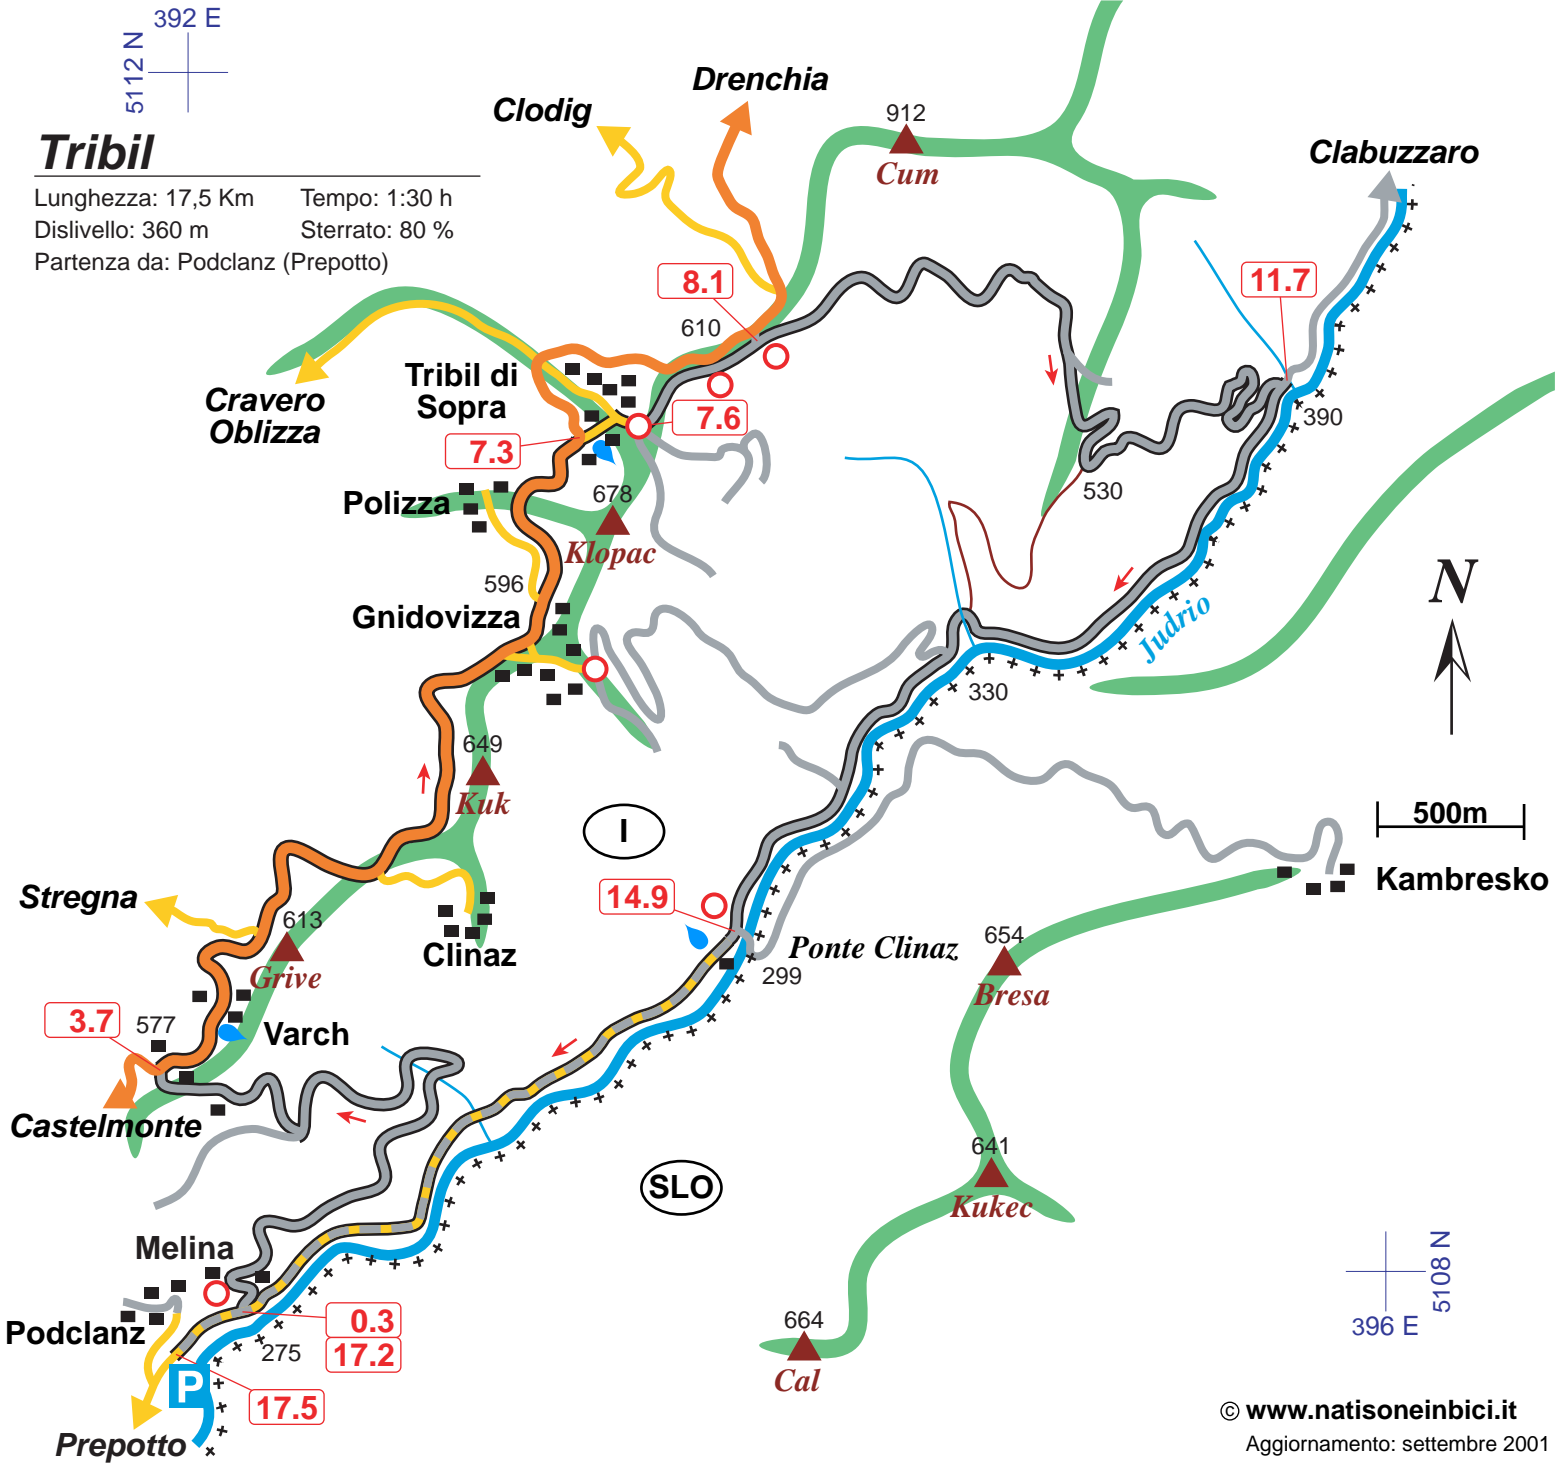 392 E
5112 N
Tribil
Lunghezza: 17,5 Km Tempo: 1:30 h
Dislivello: 360 m Sterrato: 80 %
Partenza da: Podclanz (Prepotto)
Clodig
Drenchia
912
Cum
Clabuzzaro
8.1
11.7
610
Cravero
Oblizza
Tribil di
Sopra
7.6
7.3
390
Polizza
678
Klopac
530
596
Gnidovizza
Judrio
N
330
649
Kuk
I
500m
Kambresko
Stregna
613
Grive
Clinaz
14.9
Ponte Clinaz
299
654
Bresa
3.7
577
Varch
Castelmonte
SLO
641
Kukec
Melina
Podclanz
0.3
17.2
275
P
17.5
Prepotto
664
Cal
5108 N
396 E
© www.natisoneinbici.it
Aggiornamento: settembre 2001